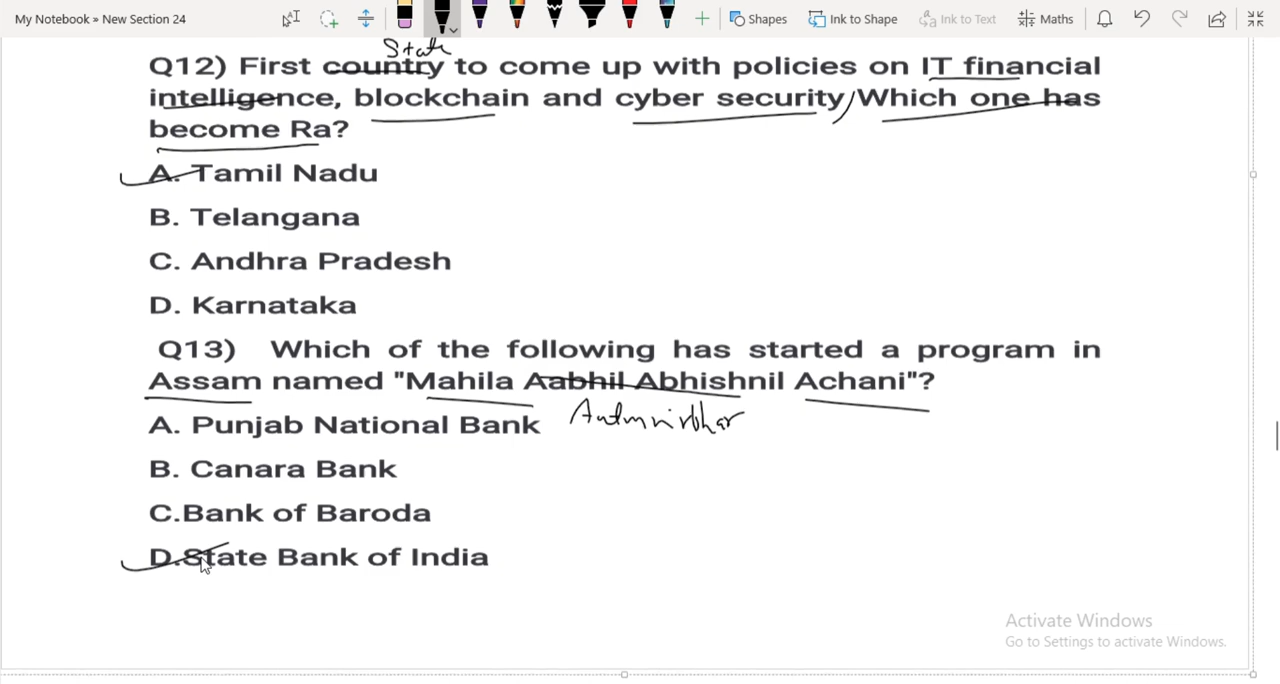 My Notebook » New Section 24
Shapes
Ink to Shape
Ink to Text
Maths
State
Q12) First country to come up with policies on IT financial
intelligence, blockchain and cyber security/Which one has
become Ra?
A. Tamil Nadu
B. Telangana
C. Andhra Pradesh
D. Karnataka
Q13) Which of the following has started a program in
Assam named "Mahila Aabhil Abhishnil Achani"?
A. Punjab National Bank
B. Canara Bank
C.Bank of Baroda
D.State Bank of India
Activate Windows
Go to Settings to activate Windows.